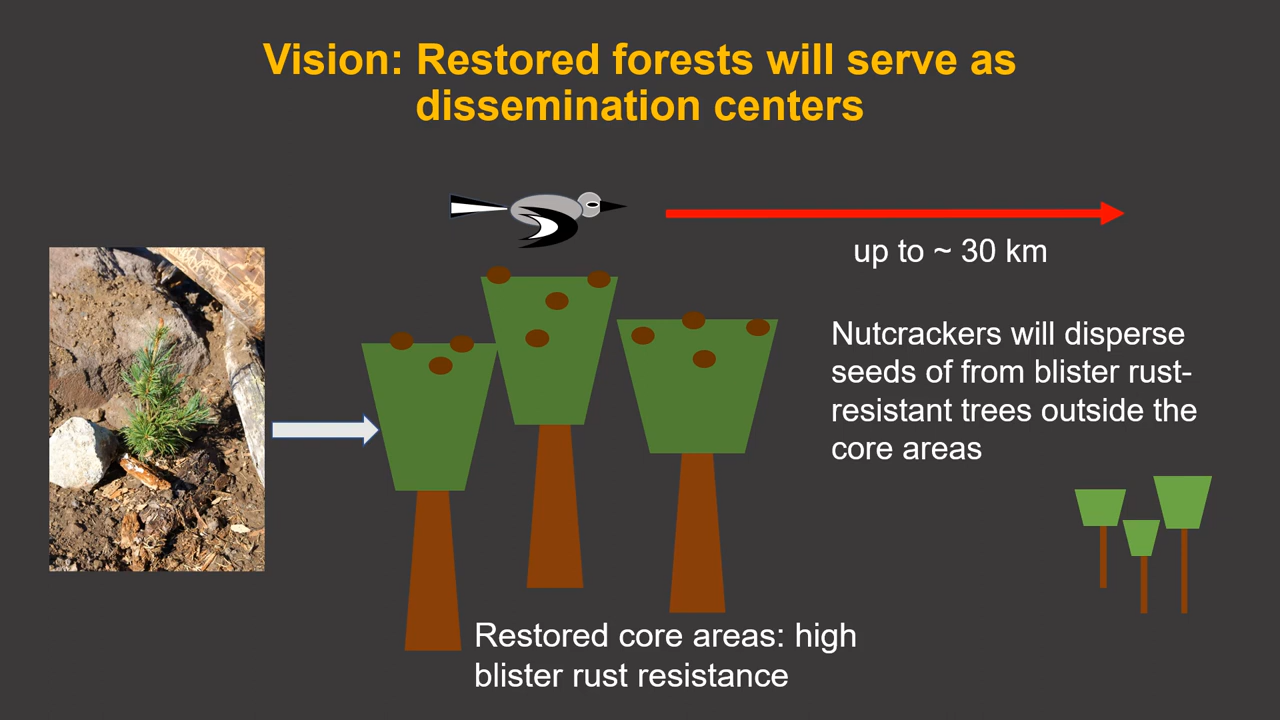 Vision: Restored forests will serve as
dissemination centers
up to ~ 30 km
Nutcrackers will disperse
seeds of from blister rust-
resistant trees outside the
core areas
Restored core areas: high
blister rust resistance